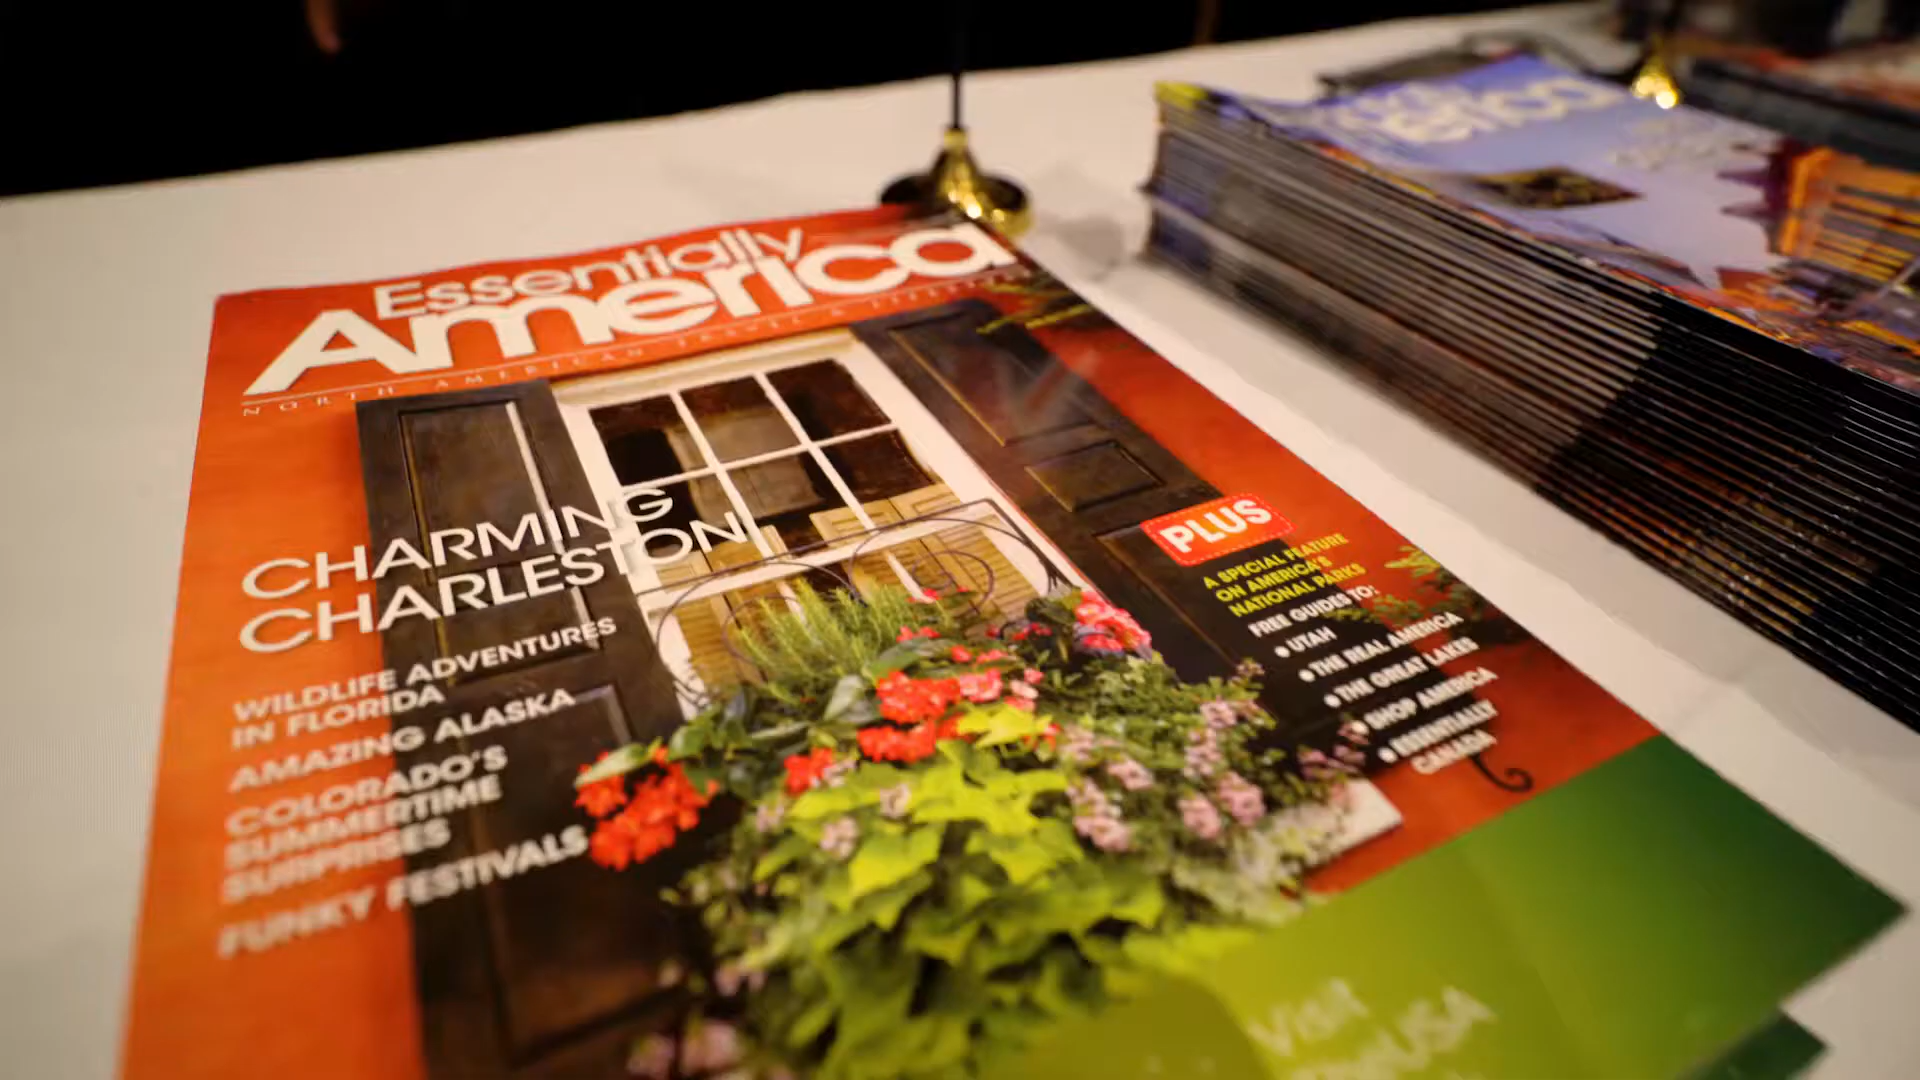 Essentially
America
NORTH AMERICAN TRAVEL &
CHARMING
CHARLESTON
WILDLIFE ADVENTURES
IN FLORIDA
AMAZING ALASKA
COLORADO'S
SUMMERTIME
SURPRISES
FUNKY FESTIVALS
PLUS
A SPECIAL FEATURE
ON AMERICA'S
NATIONAL PARKS
FREE GUIDES TO:
• UTAH
• THE REAL AMERICA
• THE GREAT LAKES
• SHOP AMERICA
• ESSENTIALLY
CANADA
Visit